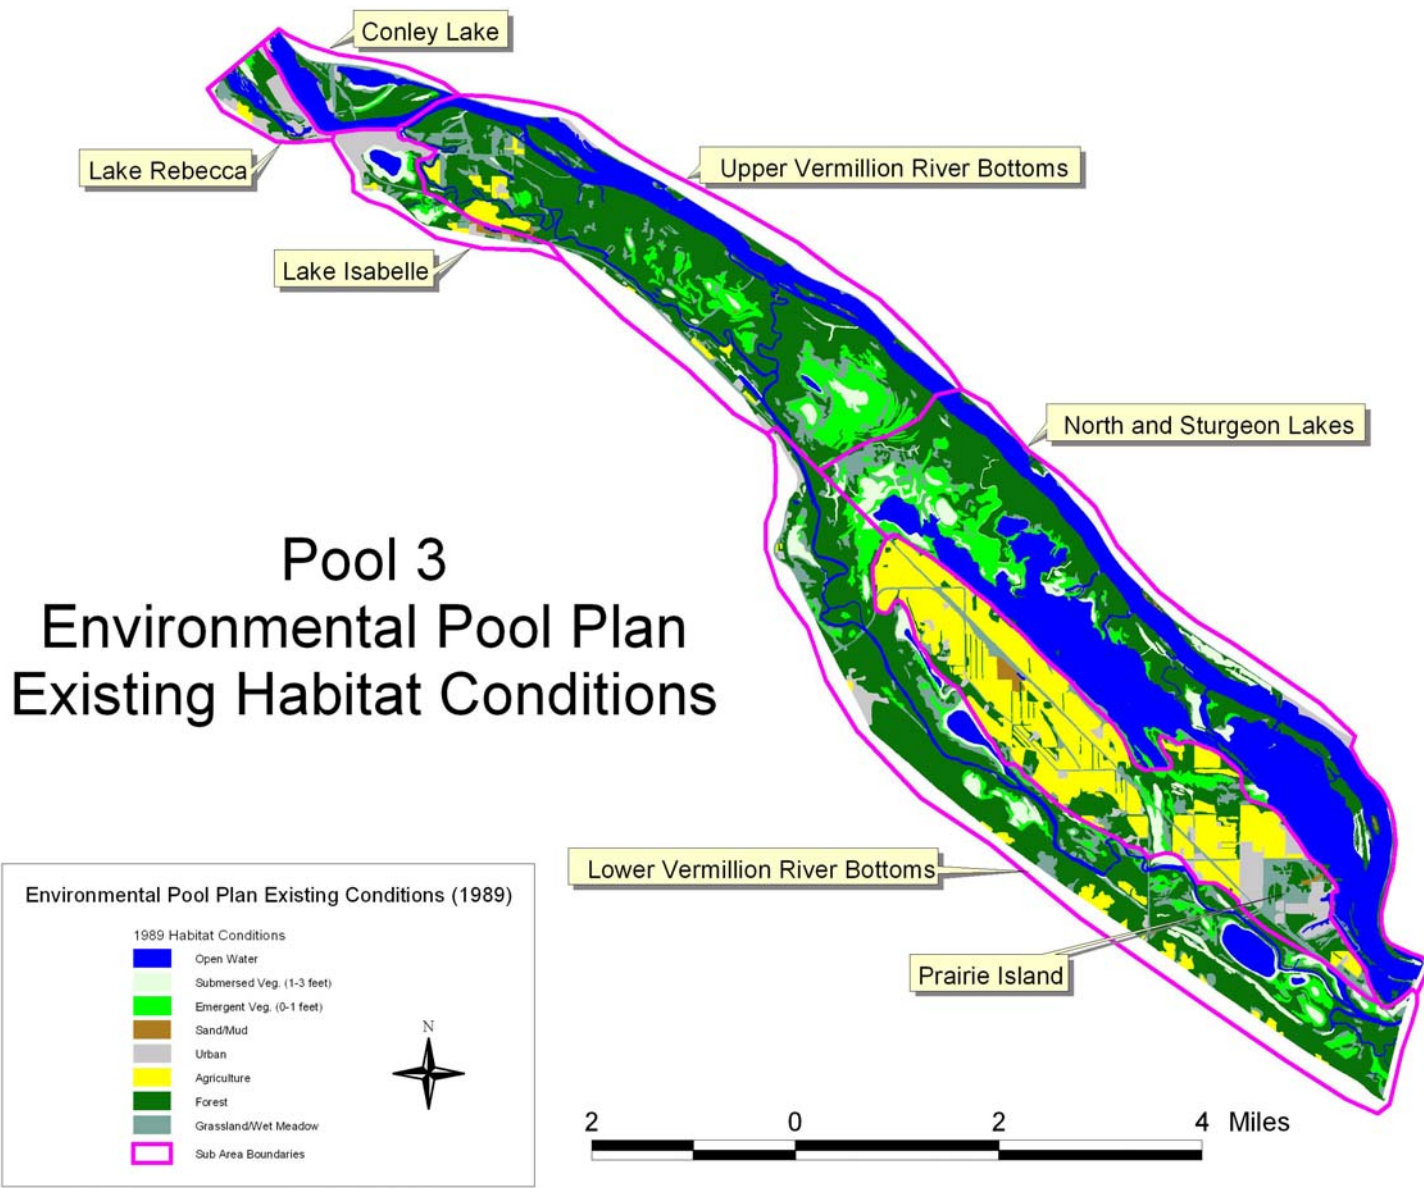 Conley Lake
Lake Rebecca
Upper Vermillion River Bottoms
Lake Isabelle
North and Sturgeon Lakes
Pool 3
Environmental Pool Plan
Existing Habitat Conditions
Lower Vermillion River Bottoms
Prairie Island
Environmental Pool Plan Existing Conditions (1989)
1989 Habitat Conditions
Open Water
Submersed Veg. (1-3 feet)
Emergent Veg. (0-1 feet)
Sand/Mud
Urban
Agriculture
Forest
Grassland/Wet Meadow
Sub Area Boundaries
N
2 0 2 4 Miles